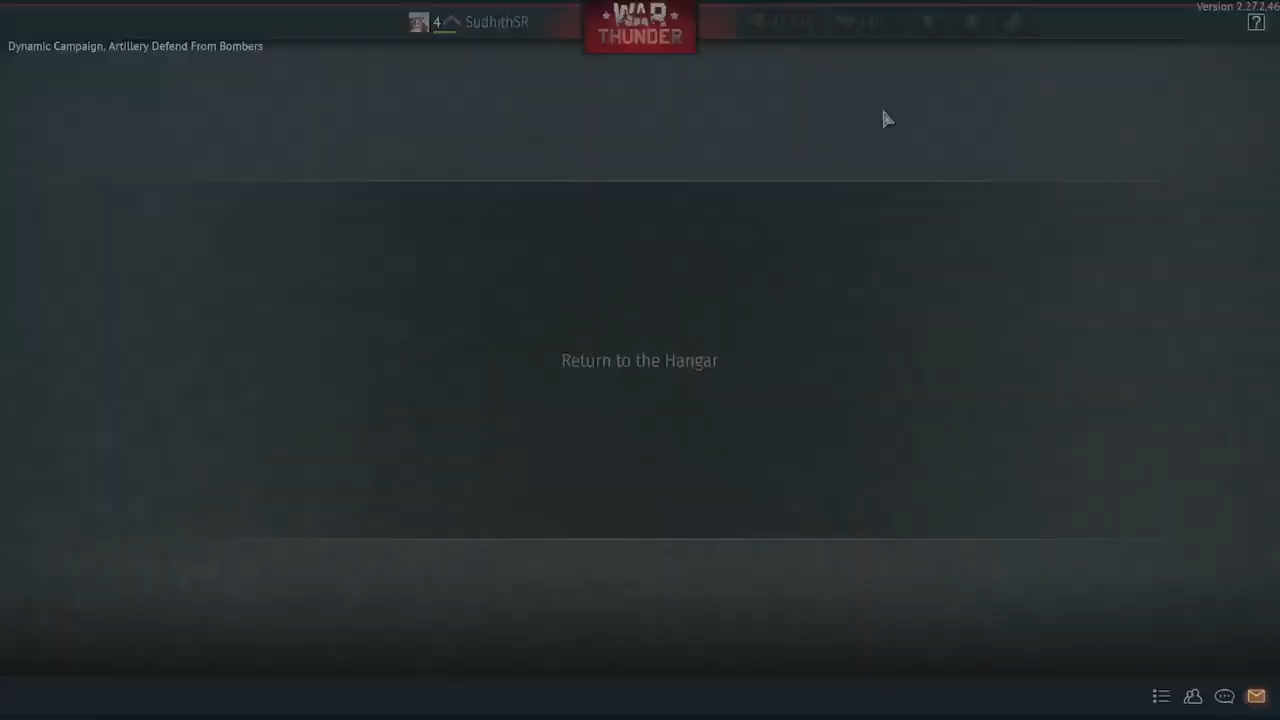 Version 2.27.2.46
4 SudhithSR
WAR
THUNDER
?
Dynamic Campaign, Artillery Defend From Bombers
Return to the Hangar